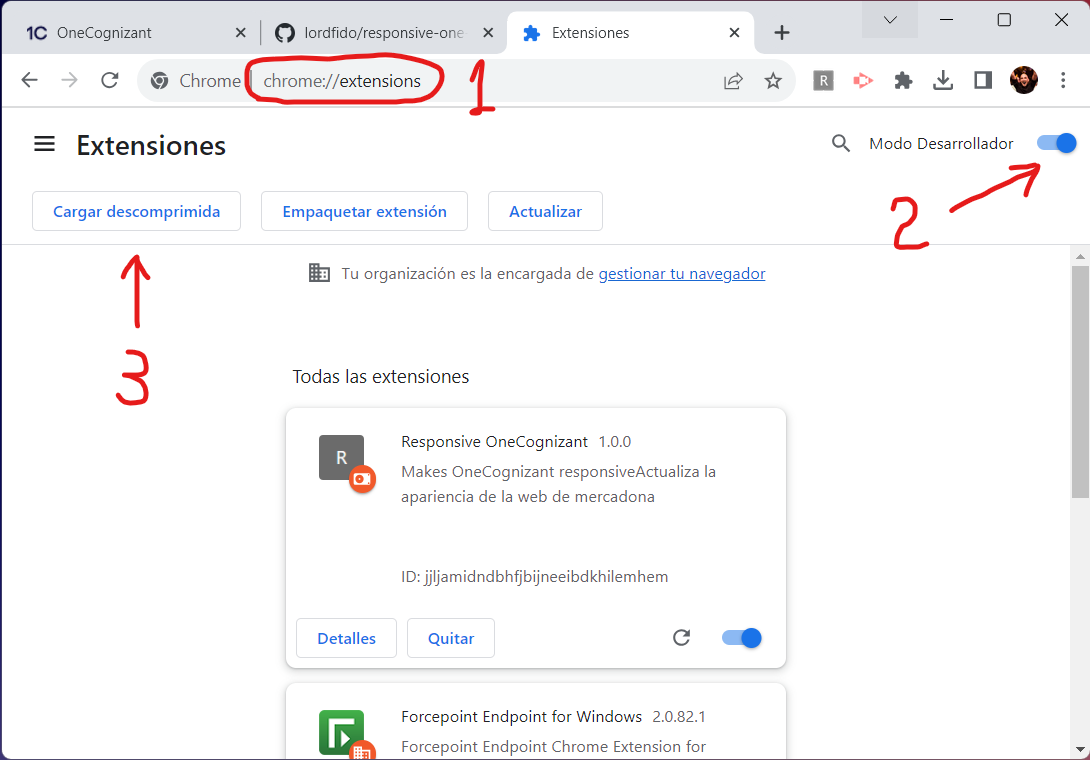 1C OneCognizant
lordfido/responsive-one
Extensiones
Chrome
chrome://extensions
R
1
Extensiones
Modo Desarrollador
Cargar descomprimida
Empaquetar extensión
Actualizar
2
Tu organización es la encargada de gestionar tu navegador
3
Todas las extensiones
R
Responsive OneCognizant 1.0.0
Makes OneCognizant responsiveActualiza la
apariencia de la web de mercadona
ID: jjljamidndbhfjbijneeibdkhilemhem
Detalles
Quitar
Forcepoint Endpoint for Windows 2.0.82.1
Forcepoint Endpoint Chrome Extension for